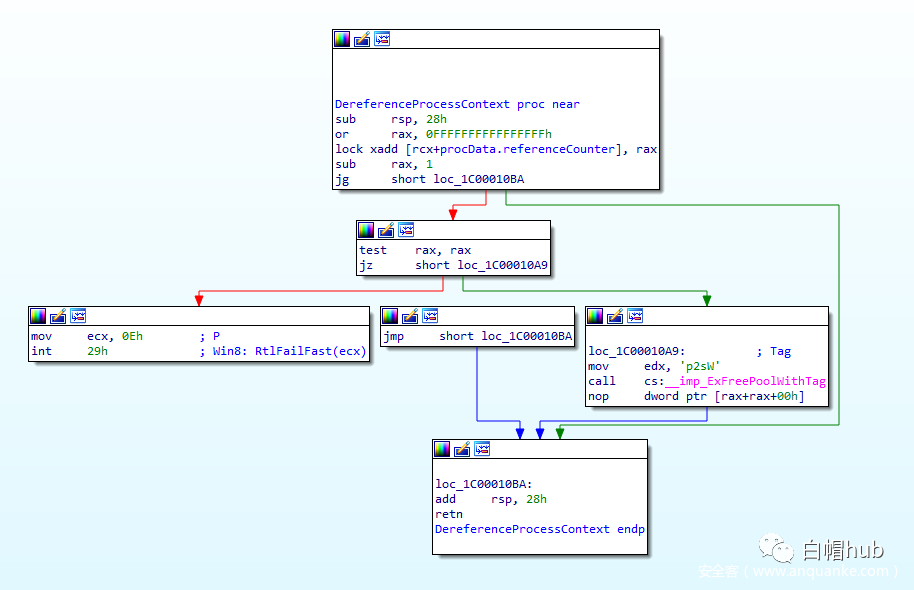 DereferenceProcessContext proc near
sub rsp, 28h
or rax, 0FFFFFFFFFFFFFFFFh
lock xadd [rcx+procData.referenceCounter], rax
sub rax, 1
jg short loc_1C00010BA
test rax, rax
jz short loc_1C00010A9
mov ecx, 0Eh ; P
int 29h ; Win8: RtlFailFast(ecx)
jmp short loc_1C00010BA
loc_1C00010A9: ; Tag
mov edx, 'p2sW'
call cs:__imp_ExFreePoolWithTag
nop dword ptr [rax+rax+00h]
loc_1C00010BA:
add rsp, 28h
retn
DereferenceProcessContext endp
白帽hub
安全客（www.anquanke.com）